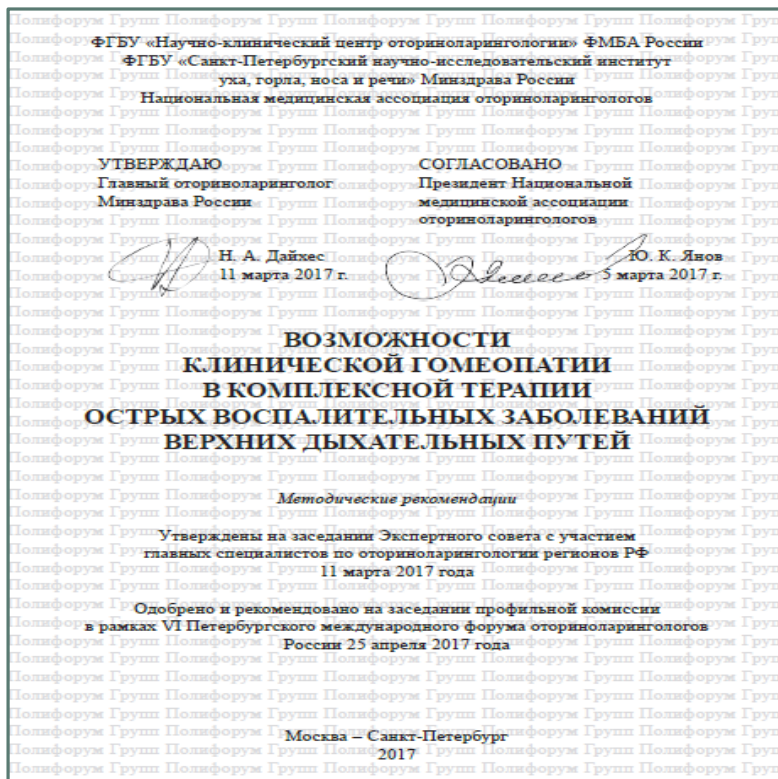 ФГБУ «Научно-клинический центр оториноларингологии» ФМБА России
ФГБУ «Санкт-Петербургский научно-исследовательский институт
уха, горла, носа и речи» Минздрава России
Национальная медицинская ассоциация оториноларингологов
УТВЕРЖДАЮ
Главный оториноларинголог
Минздрава России
Н. А. Дайхес
11 марта 2017 г.
СОГЛАСОВАНО
Президент Национальной
медицинской ассоциации
оториноларингологов
Ю. К. Янов
5 марта 2017 г.
ВОЗМОЖНОСТИ
КЛИНИЧЕСКОЙ ГОМЕОПАТИИ
В КОМПЛЕКСНОЙ ТЕРАПИИ
ОСТРЫХ ВОСПАЛИТЕЛЬНЫХ ЗАБОЛЕВАНИЙ
ВЕРХНИХ ДЫХАТЕЛЬНЫХ ПУТЕЙ
Методические рекомендации
Утверждены на заседании Экспертного совета с участием
главных специалистов по оториноларингологии регионов РФ
11 марта 2017 года
Одобрено и рекомендовано на заседании профильной комиссии
в рамках VI Петербургского международного форума оториноларингологов
России 25 апреля 2017 года
Москва – Санкт-Петербург
2017